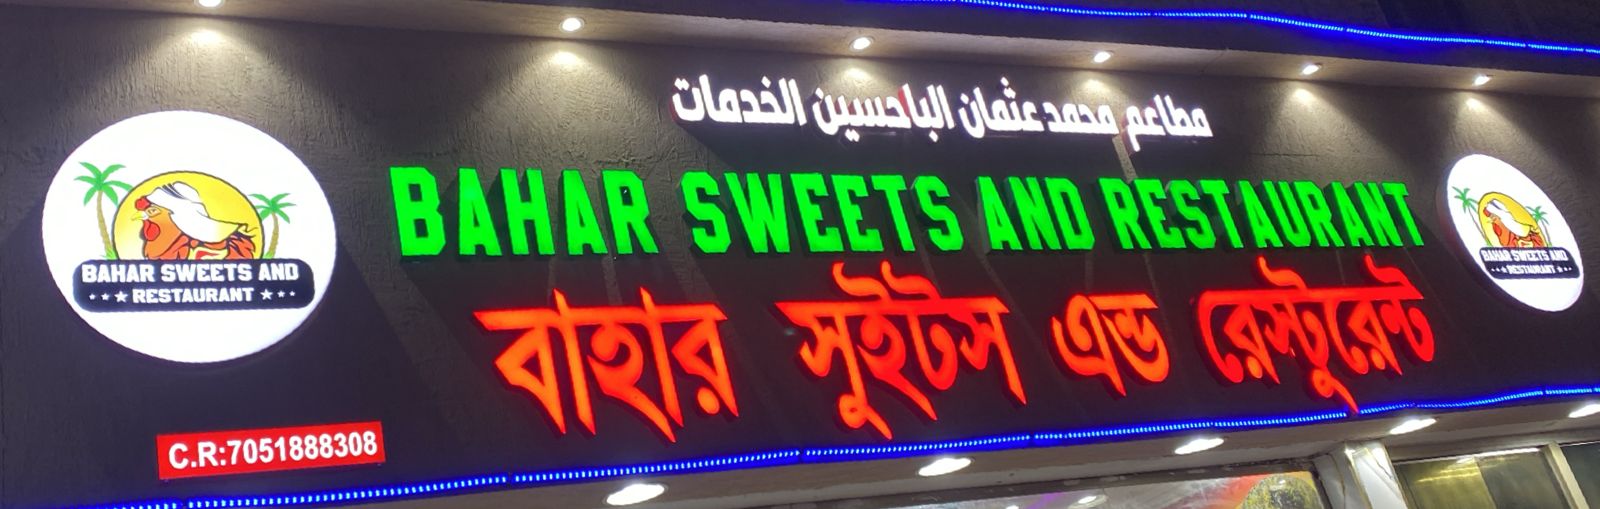 مطاعم محمد عثمان الباحسين الخدمات
BAHAR SWEETS AND RESTAURANT
বাহার সুইটস এন্ড রেস্টুরেন্ট
BAHAR SWEETS AND
RESTAURANT
BAHAR SWEETS AND
RESTAURANT
C.R:7051888308